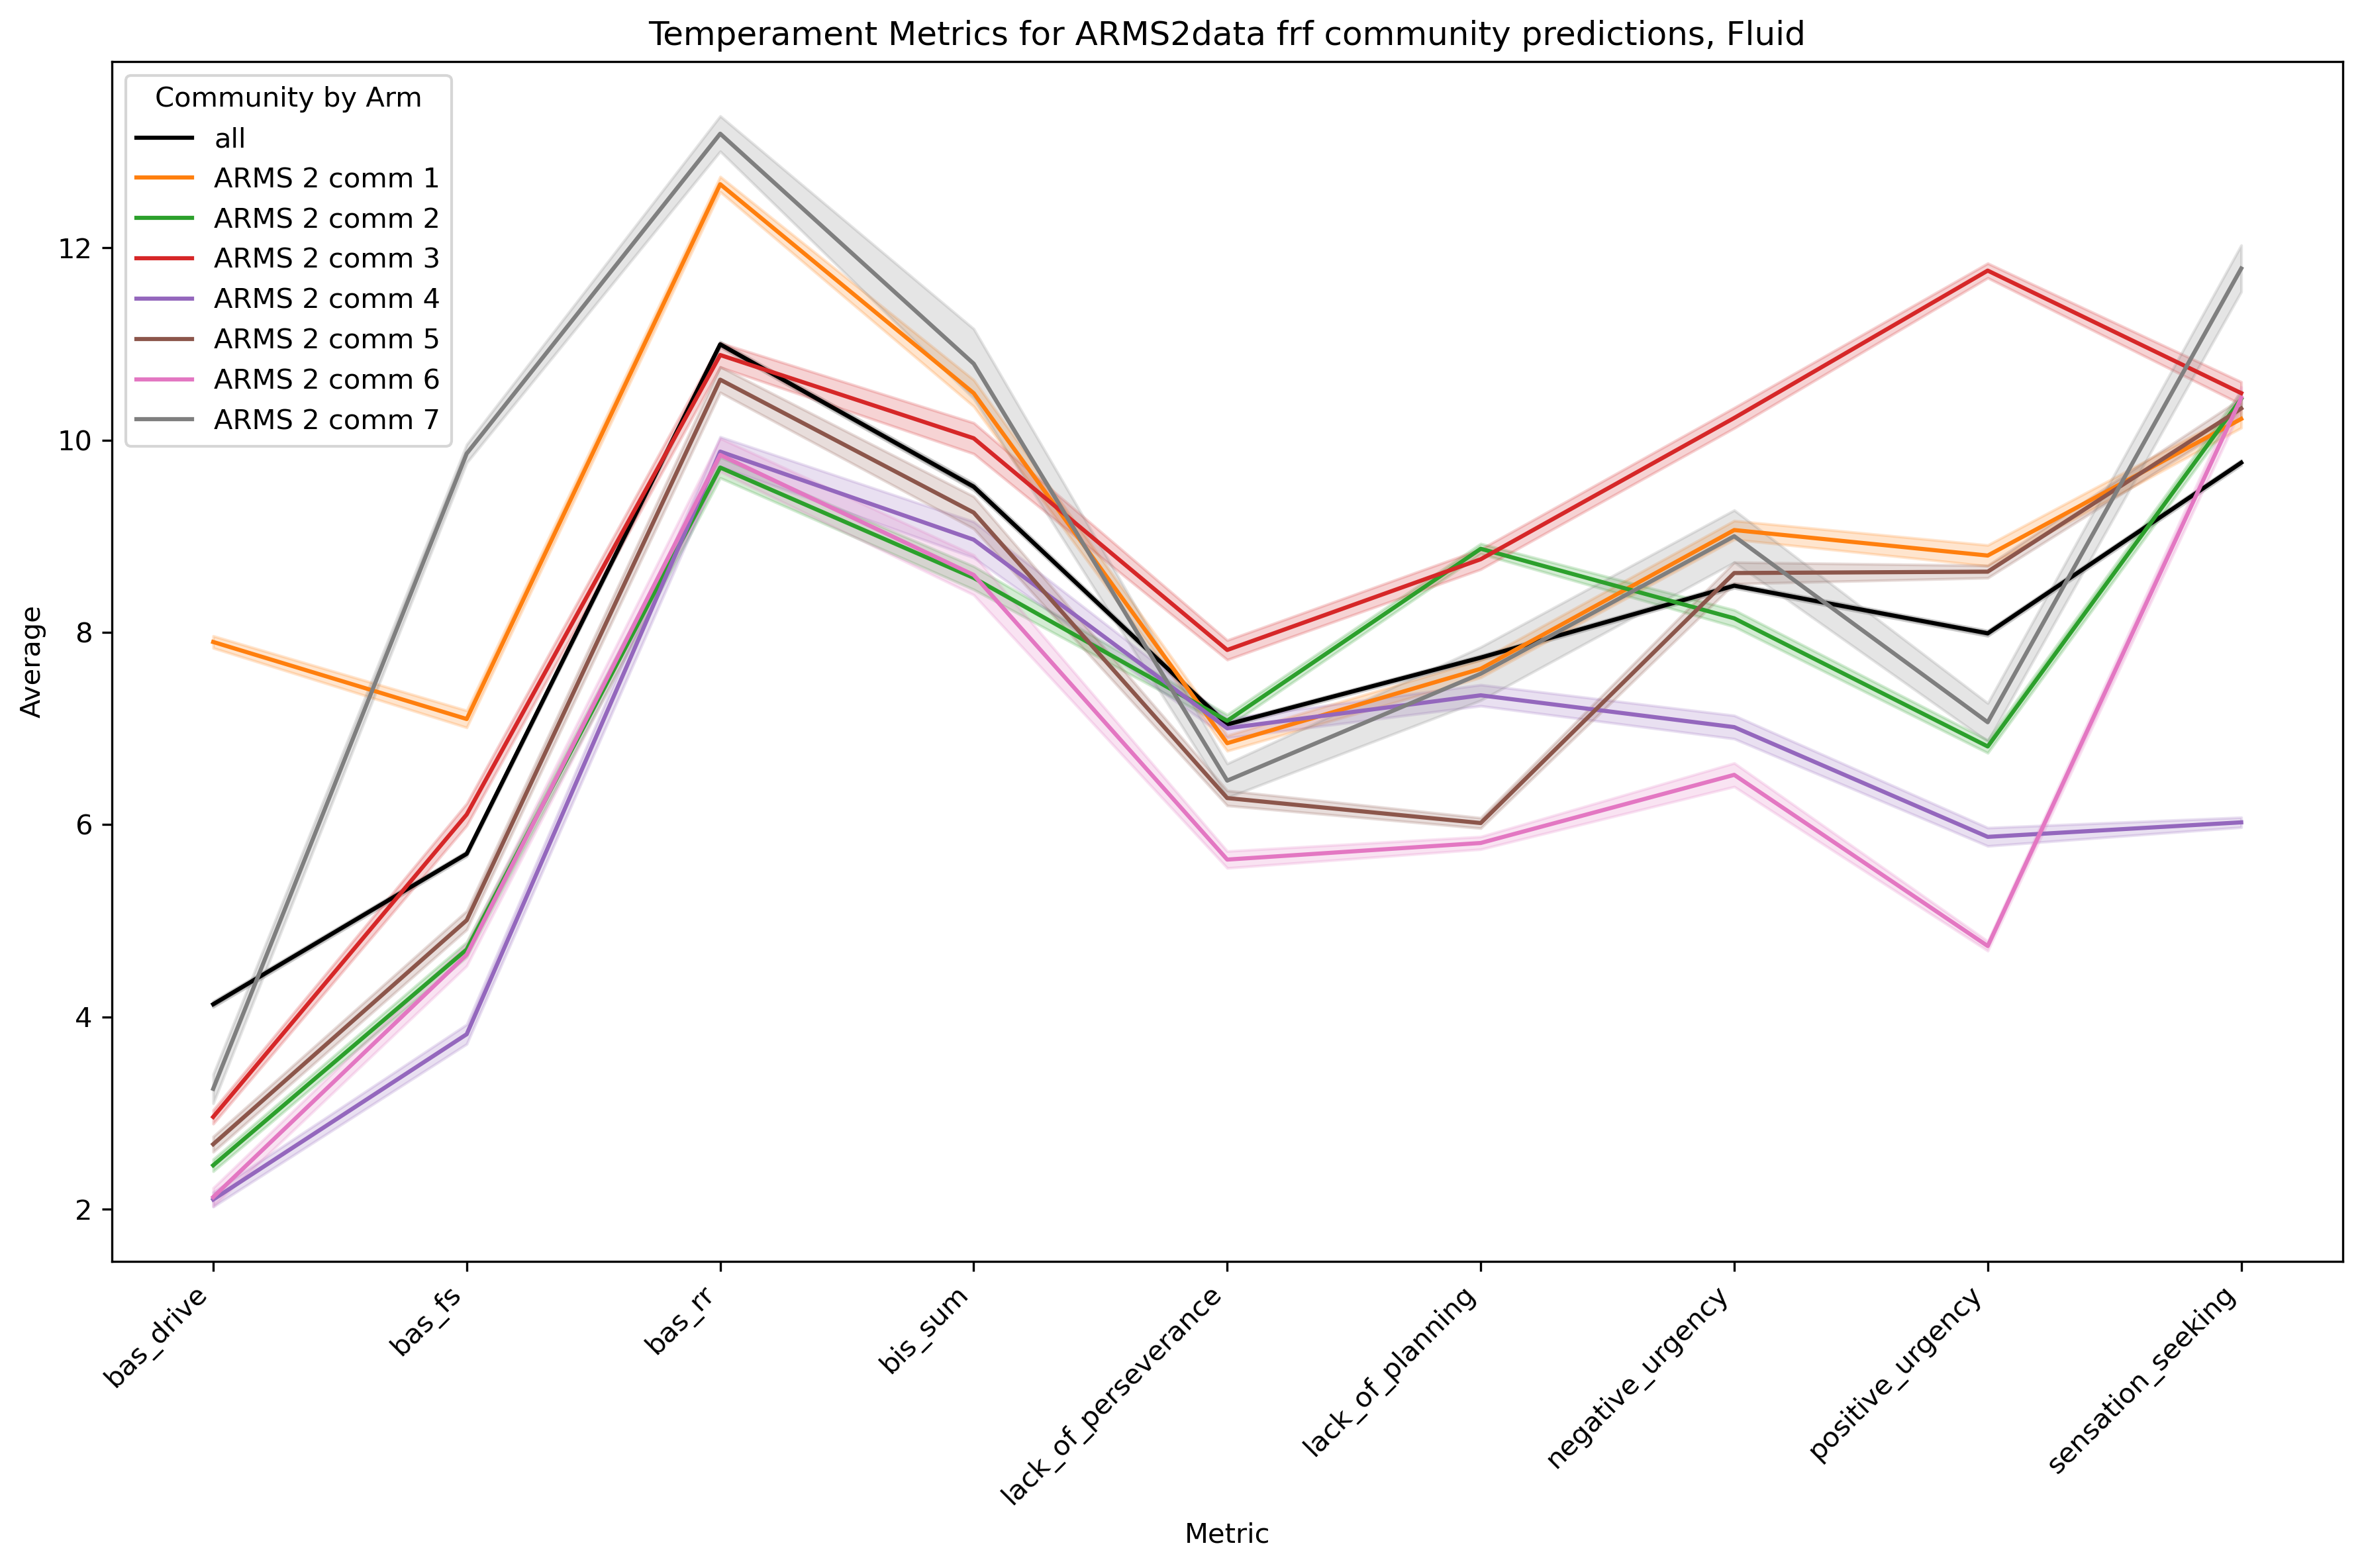 Temperament Metrics for ARMS2data frf community predictions, Fluid
Community by Arm
all
ARMS 2 comm 1
ARMS 2 comm 2
ARMS 2 comm 3
ARMS 2 comm 4
ARMS 2 comm 5
ARMS 2 comm 6
ARMS 2 comm 7
12
10
8
6
4
2
Average
bas_drive
bas_fs
bas_rr
bis_sum
lack_of_perseverance
lack_of_planning
negative_urgency
positive_urgency
sensation_seeking
Metric